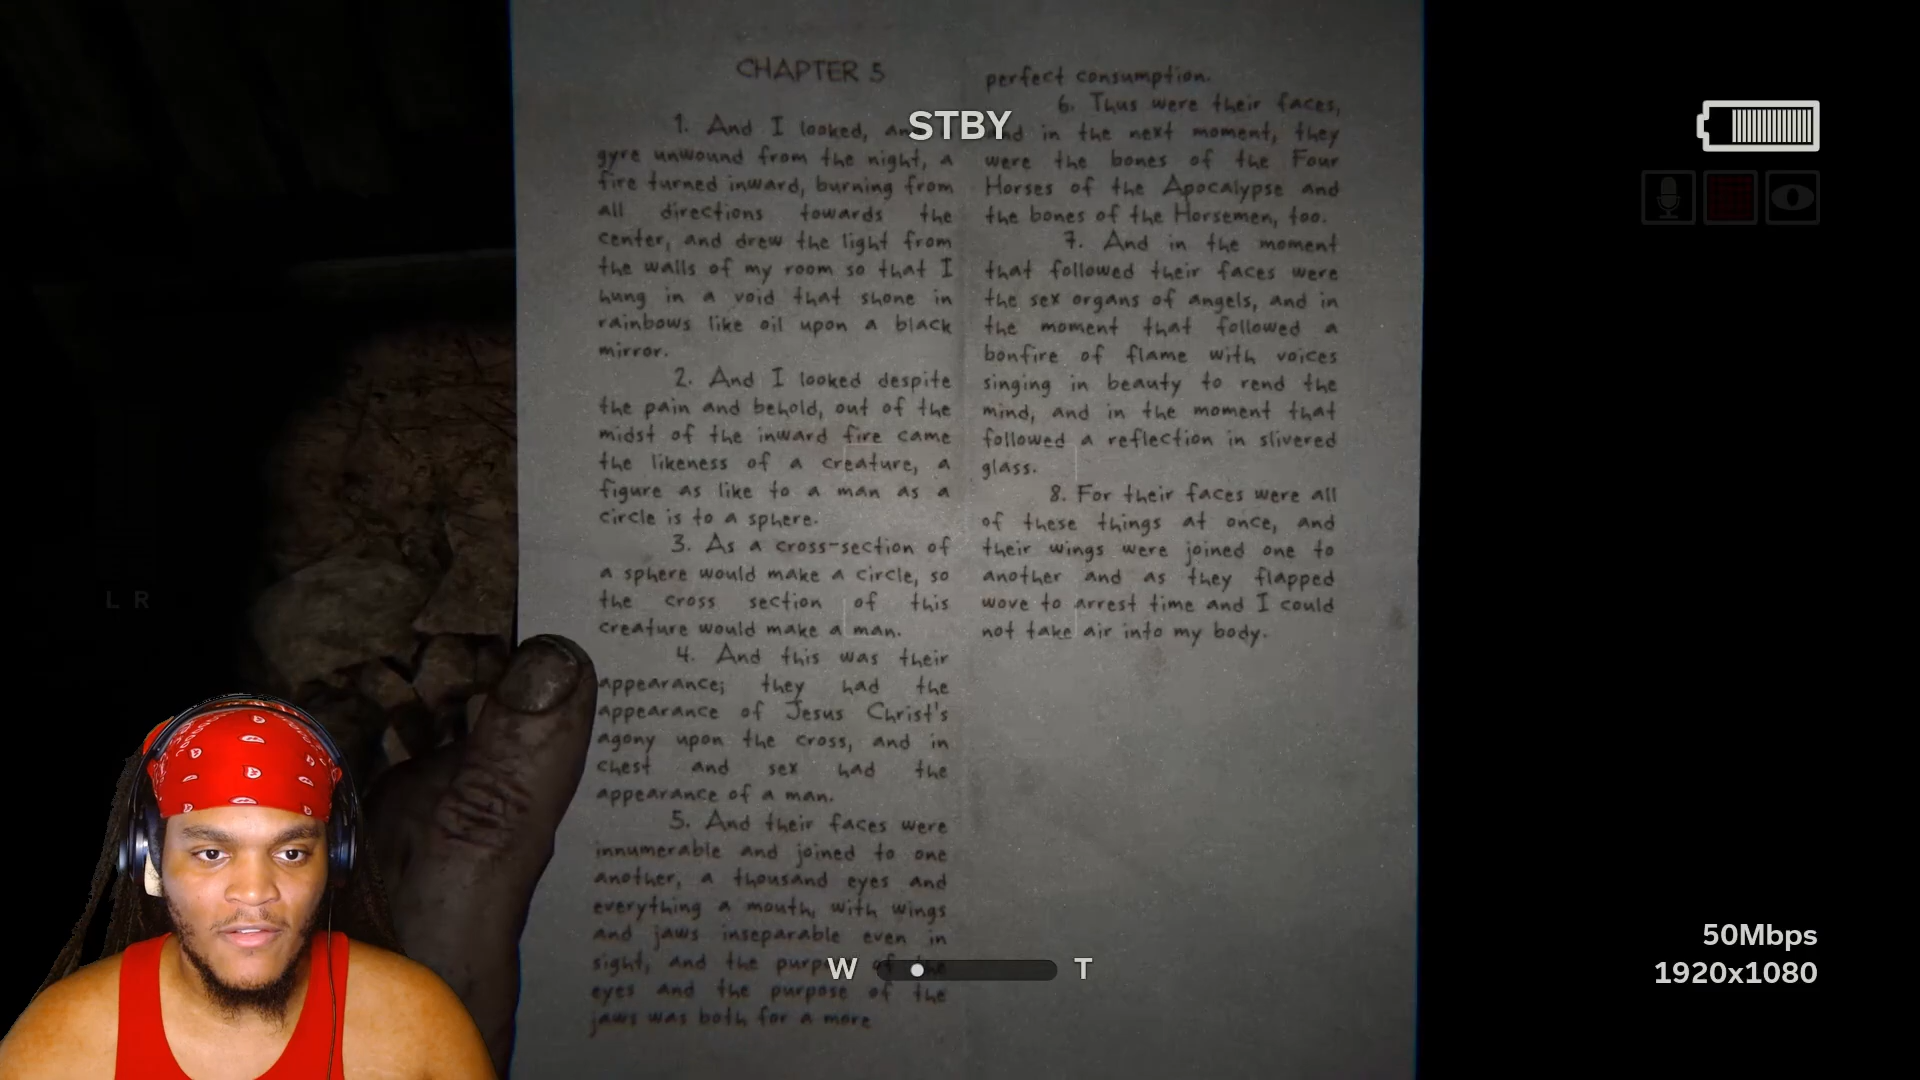 CHAPTER 5
1. And I looked, an
gyre unwound from the night, a
fire turned inward, burning from
all directions towards the
center, and drew the light from
the walls of my room so that I
hung in a void that shone in
rainbows like oil upon a black
mirror.
2. And I looked despite
the pain and behold, out of the
midst of the inward fire came
the likeness of a creature, a
figure as like to a man as a
circle is to a sphere.
3. As a cross-section of
a sphere would make a circle, so
the cross section of this
creature would make a man.
4. And this was their
appearance; they had the
appearance of Jesus Christ's
agony upon the cross, and in
chest and sex had the
appearance of a man.
5. And their faces were
innumerable and joined to one
another, a thousand eyes and
everything a mouth, with wings
and jaws inseparable even in
sight, and the purpose of the
eyes and the purpose of the
jaws was both for a more
perfect consumption.
6. Thus were their faces,
and in the next moment, they
were the bones of the Four
Horses of the Apocalypse and
the bones of the Horsemen, too.
7. And in the moment
that followed their faces were
the sex organs of angels, and in
the moment that followed a
bonfire of flame with voices
singing in beauty to rend the
mind, and in the moment that
followed a reflection in slivered
glass.
8. For their faces were all
of these things at once, and
their wings were joined one to
another and as they flapped
wove to arrest time and I could
not take air into my body.
STBY
L R
W T
50Mbps
1920x1080